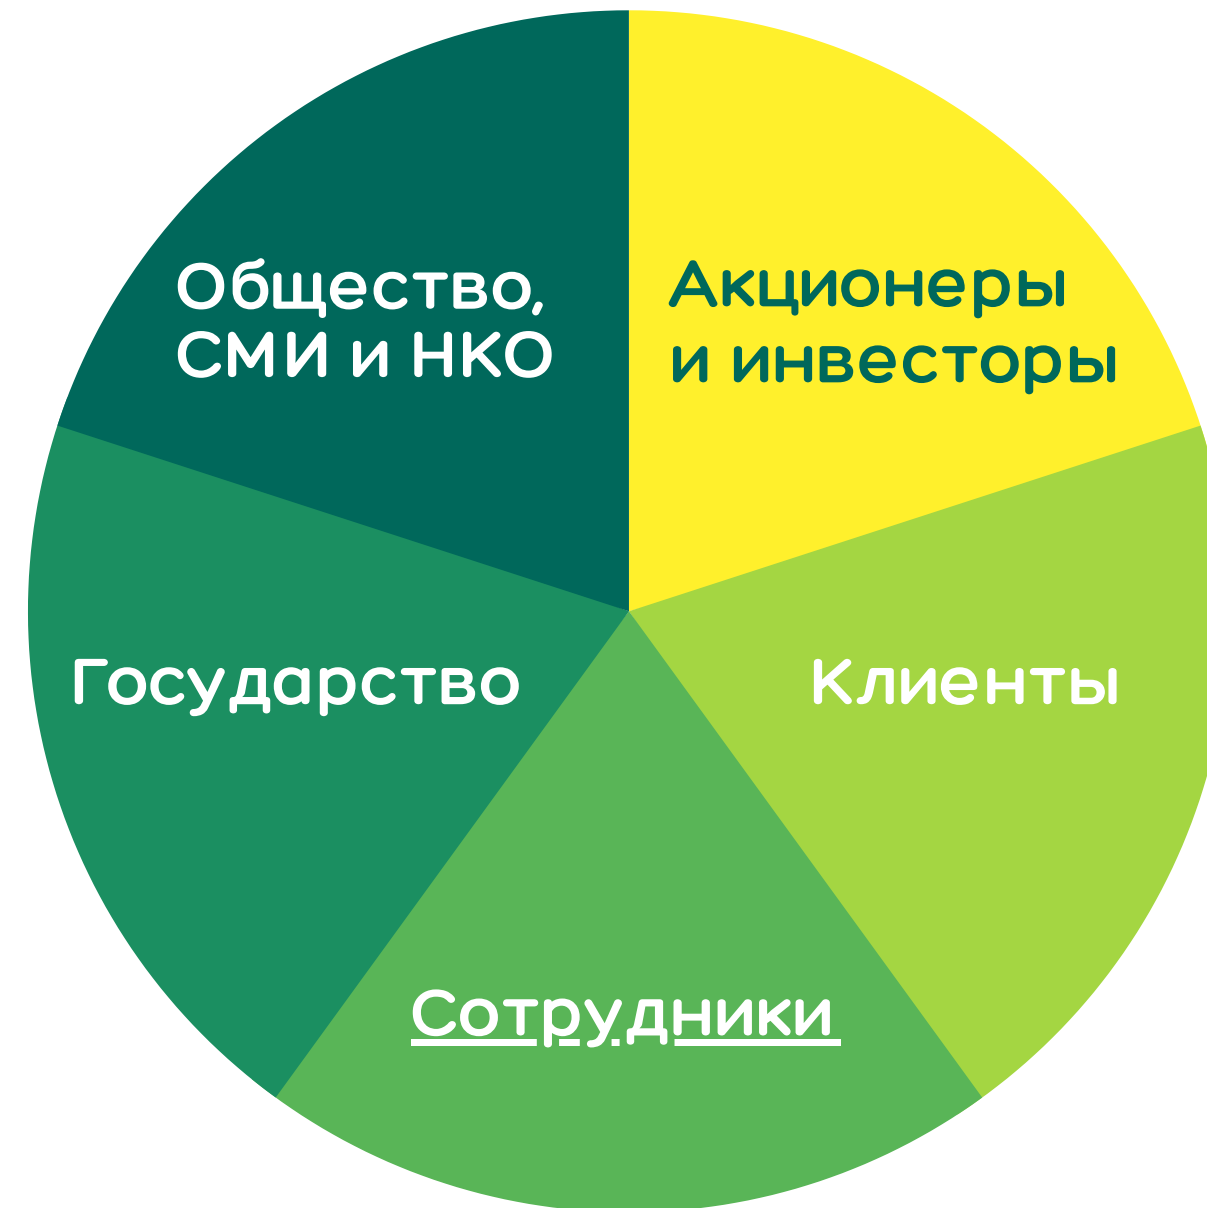 Общество,
СМИ и НКО
Акционеры
и инвесторы
Государство
Клиенты
Сотрудники